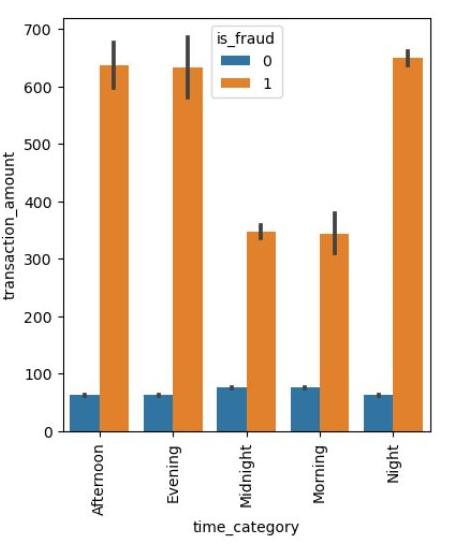 700
600
500
400
300
200
100
0
transaction_amount
is_fraud
0
1
Afternoon
Evening
Midnight
Morning
Night
time_category